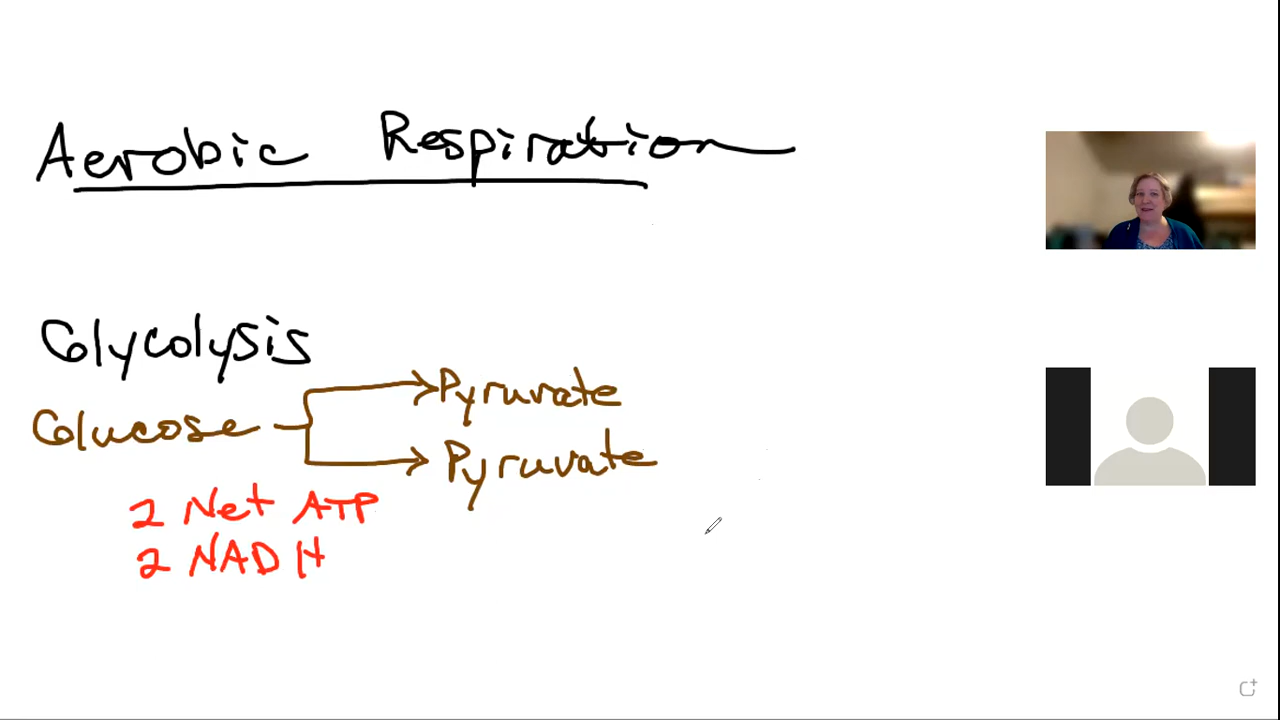 Aerobic Respiration
Glycolysis
Glucose
Pyruvate
Pyruvate
2 Net ATP
2 NADH